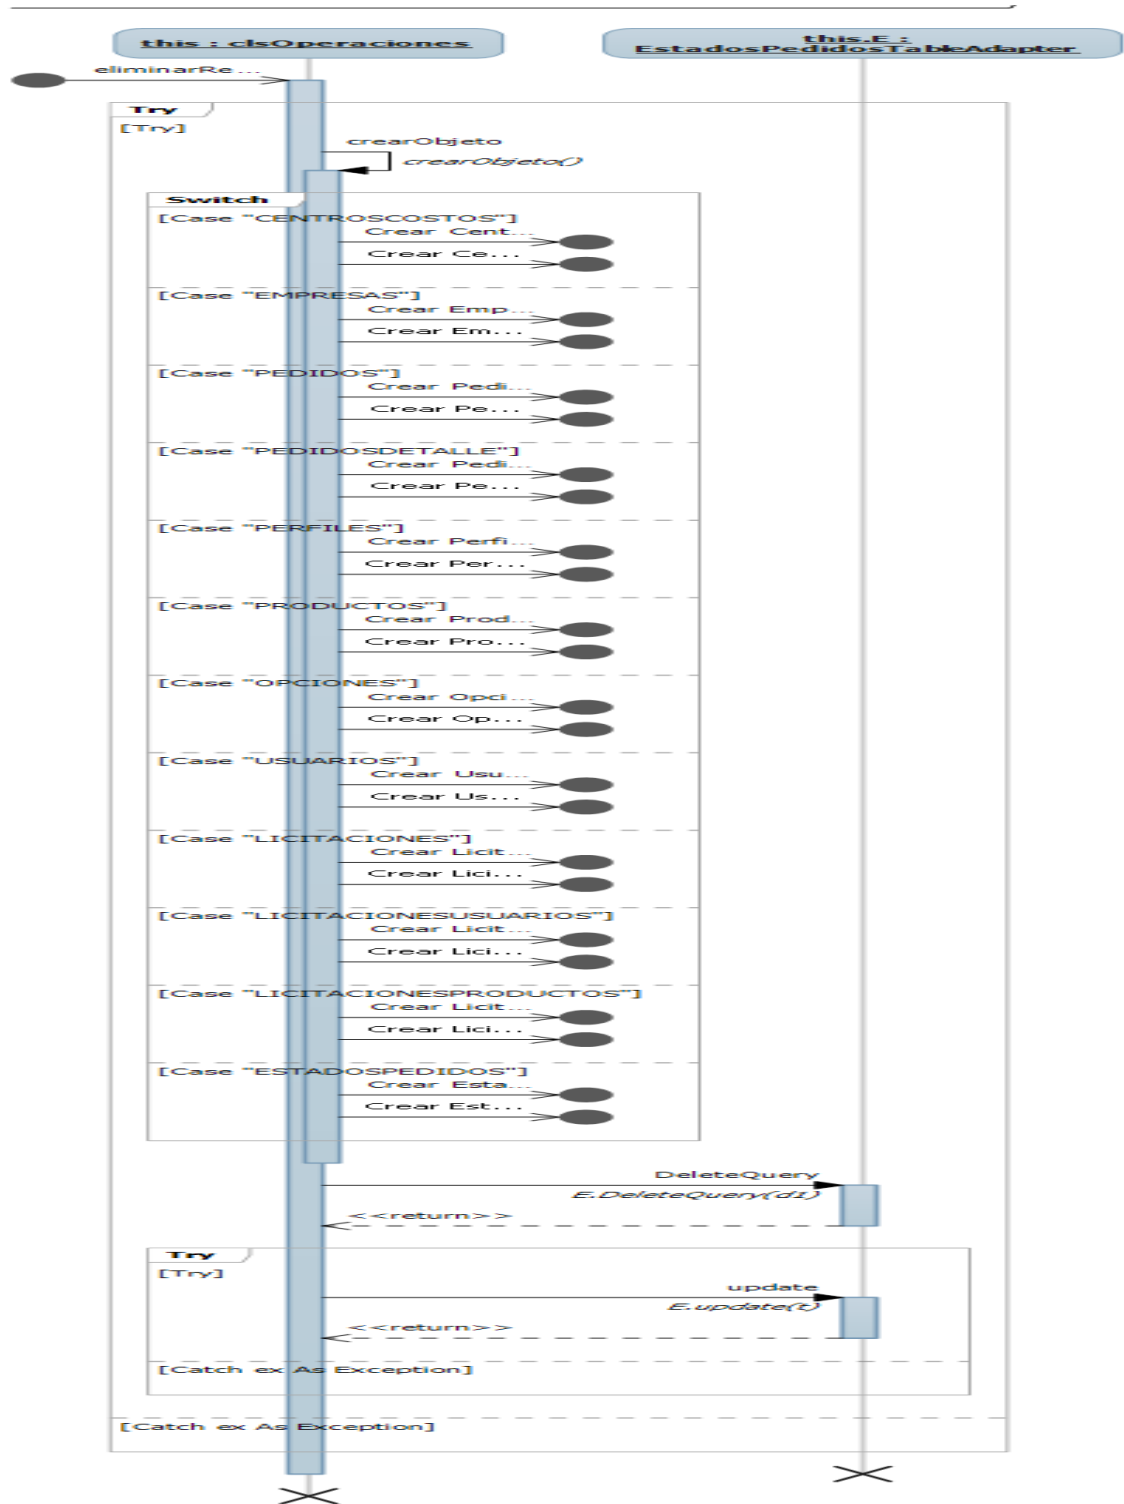 this : clsOperaciones
this.E :
EstadosPedidosTableAdapter
eliminarRe...
Try
[Try]
crearObjeto
crearObjeto()
Switch
[Case "CENTROSCOSTOS"]
Crear Cent...
Crear Ce...
[Case "EMPRESAS"]
Crear Emp...
Crear Em...
[Case "PEDIDOS"]
Crear Pedi...
Crear Pe...
[Case "PEDIDOSDETALLE"]
Crear Pedi...
Crear Pe...
[Case "PERFILES"]
Crear Perfi...
Crear Per...
[Case "PRODUCTOS"]
Crear Prod...
Crear Pro...
[Case "OPCIONES"]
Crear Opci...
Crear Op...
[Case "USUARIOS"]
Crear Usu...
Crear Us...
[Case "LICITACIONES"]
Crear Licit...
Crear Lici...
[Case "LICITACIONESUSUARIOS"]
Crear Licit...
Crear Lici...
[Case "LICITACIONESPRODUCTOS"]
Crear Licit...
Crear Lici...
[Case "ESTADOSPEDIDOS"]
Crear Esta...
Crear Est...
DeleteQuery
E.DeleteQuery(d1)
<<return>>
Try
[Try]
update
E.update(t)
<<return>>
[Catch ex As Exception]
[Catch ex As Exception]